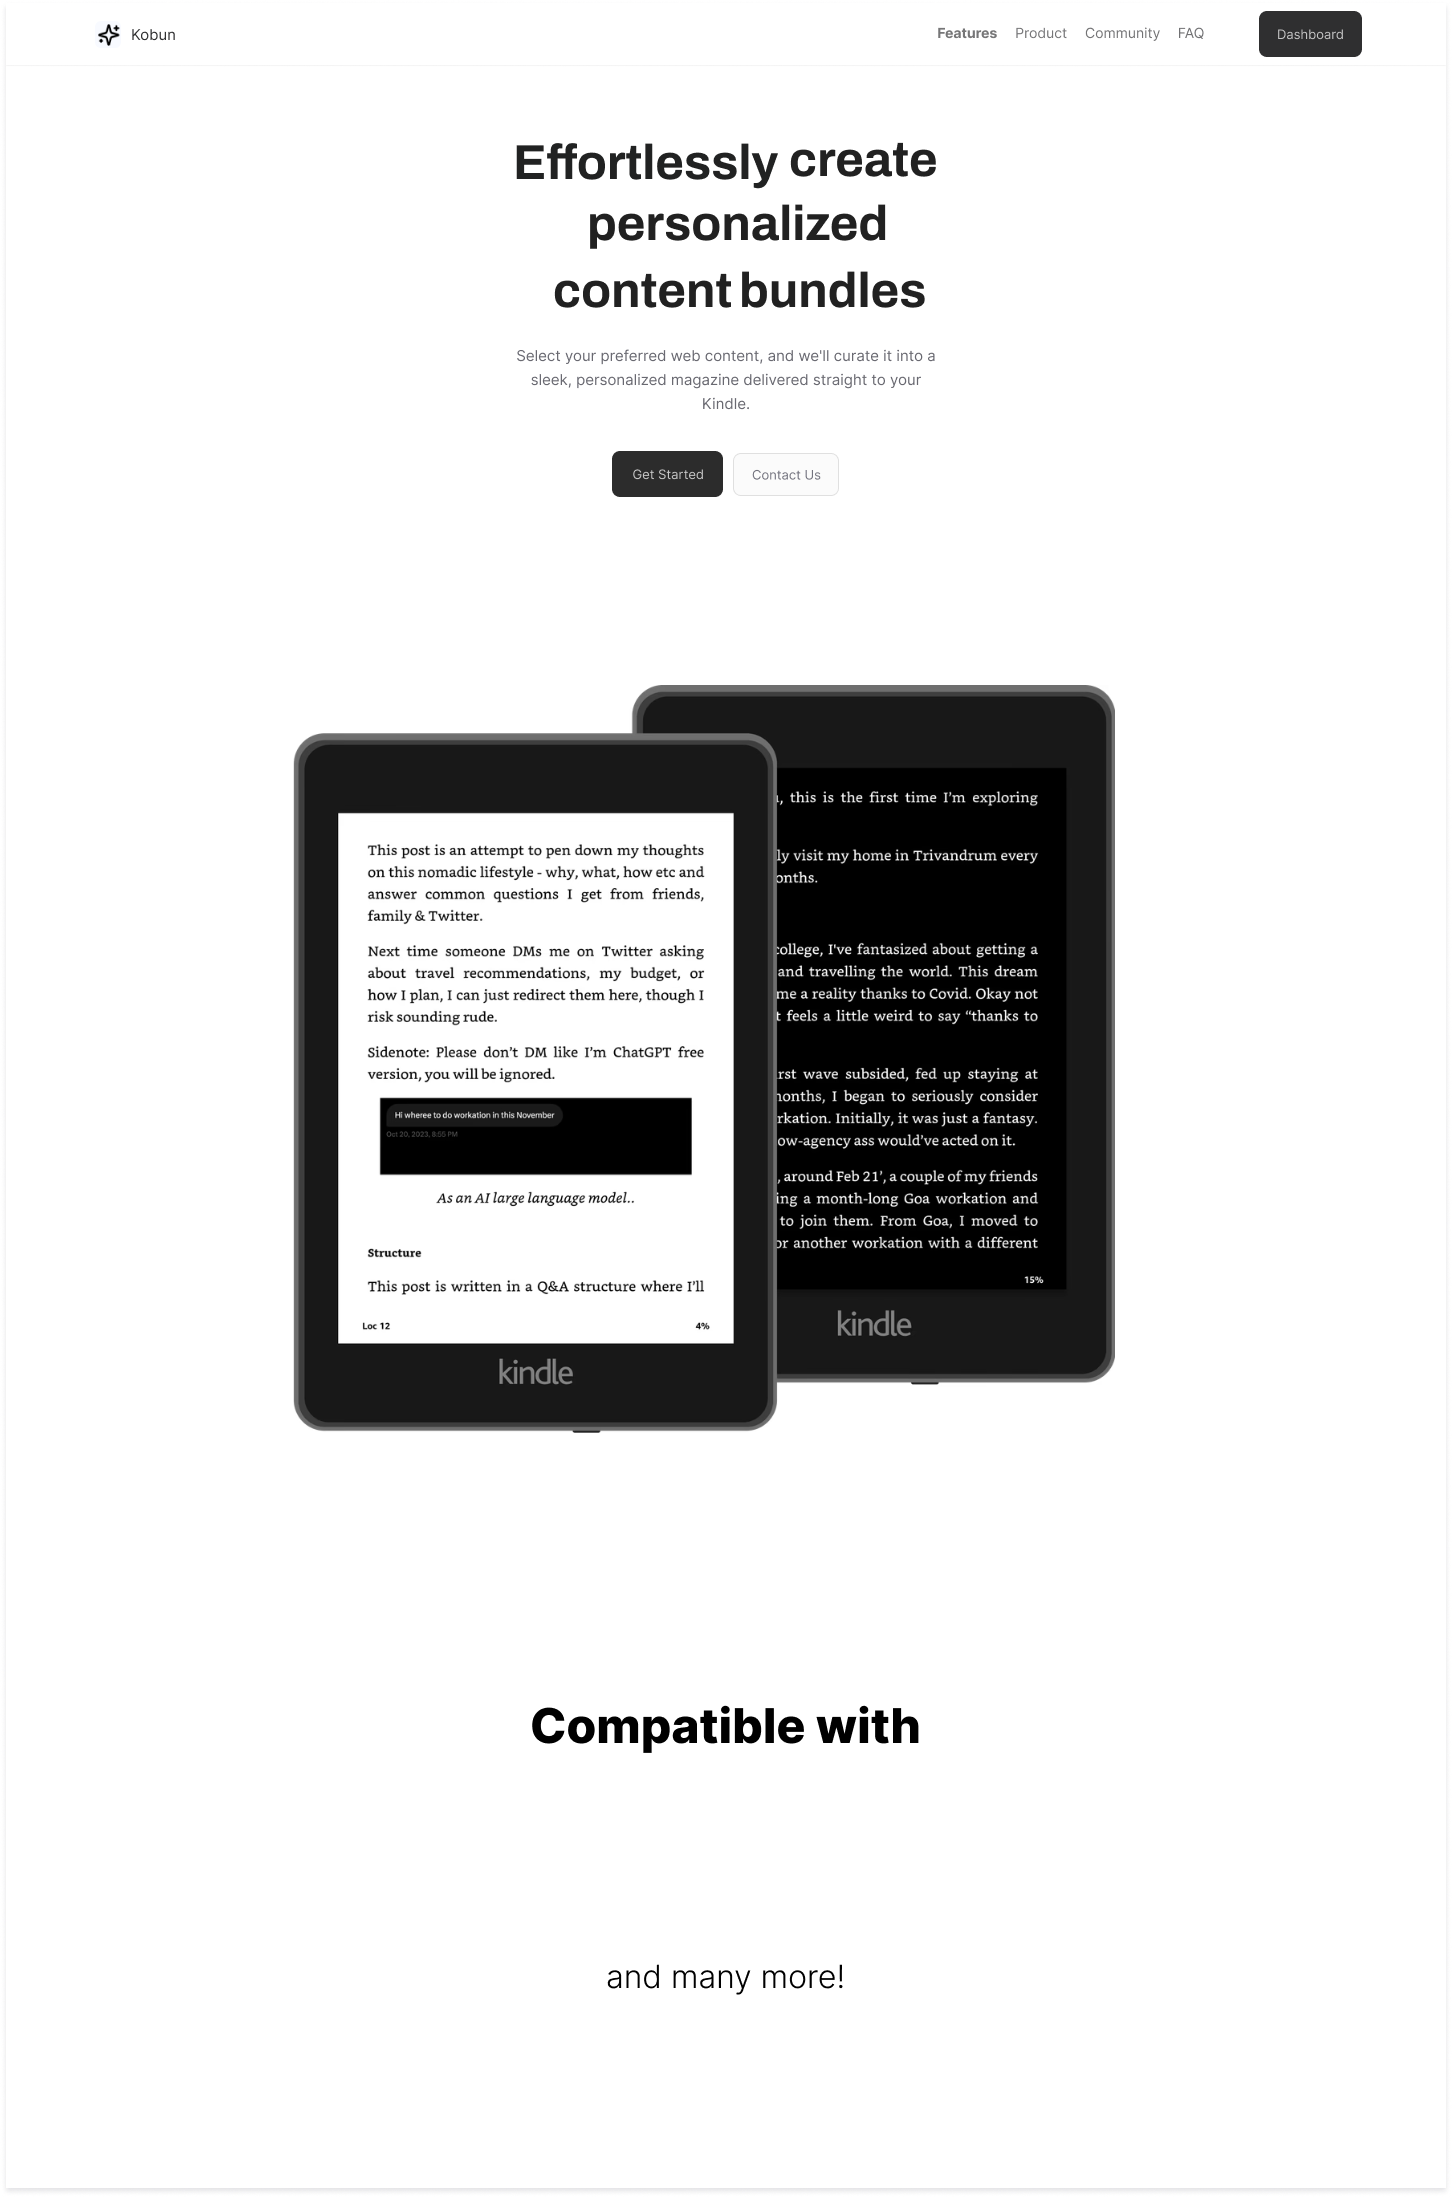 Kobun
Features Product Community FAQ
Dashboard
Effortlessly create
personalized
content bundles
Select your preferred web content, and we'll curate it into a
sleek, personalized magazine delivered straight to your
Kindle.
Get Started
Contact Us
This post is an attempt to pen down my thoughts
on this nomadic lifestyle - why, what, how etc and
answer common questions I get from friends,
family & Twitter.
Next time someone DMs me on Twitter asking
about travel recommendations, my budget, or
how I plan, I can just redirect them here, though I
risk sounding rude.
Sidenote: Please don’t DM like I’m ChatGPT free
version, you will be ignored.
Hi wheree to do workation in this November
Oct 20, 2023, 8:55 PM
As an AI large language model..
Structure
This post is written in a Q&A structure where I’ll
Loc 12
4%
kindle
, this is the first time I’m exploring
ly visit my home in Trivandrum every
onths.
college, I've fantasized about getting a
and travelling the world. This dream
me a reality thanks to Covid. Okay not
t feels a little weird to say “thanks to
rst wave subsided, fed up staying at
months, I began to seriously consider
rkation. Initially, it was just a fantasy.
ow-agency ass would’ve acted on it.
, around Feb 21’, a couple of my friends
ing a month-long Goa workation and
to join them. From Goa, I moved to
or another workation with a different
15%
kindle
Compatible with
and many more!